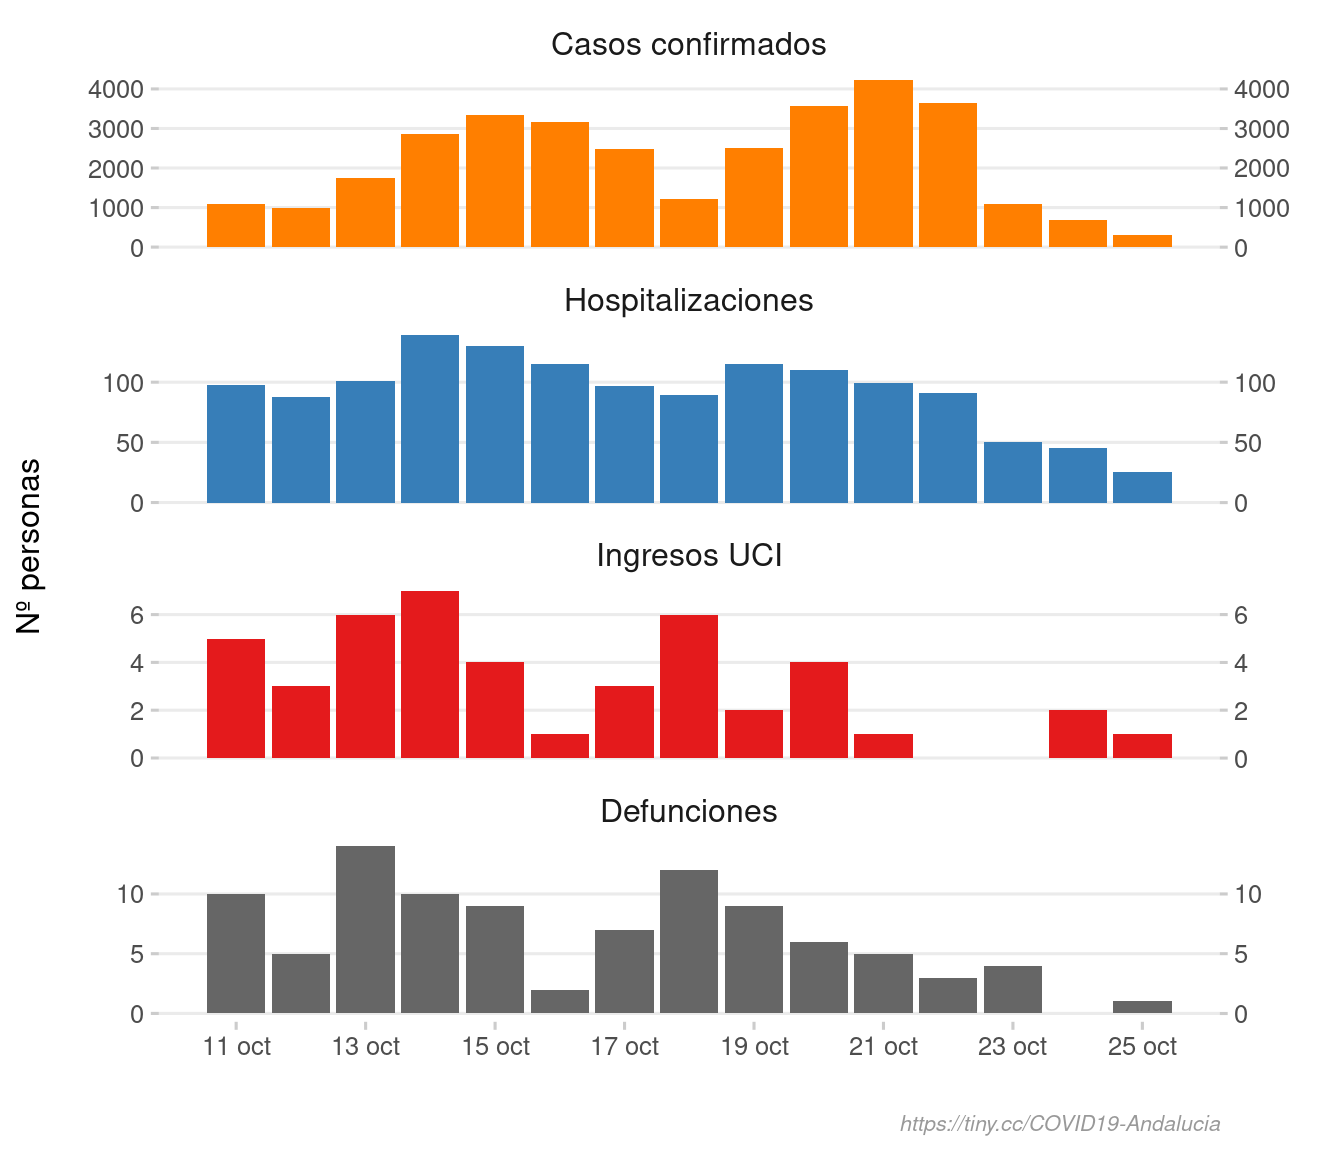 Casos confirmados
4000 4000
3000 3000
2000 2000
1000 1000
0 0
Hospitalizaciones
100 100
50 50
0 0
Nº personas
Ingresos UCI
6 6
4 4
2 2
0 0
Defunciones
10 10
5 5
0 0
11 oct 13 oct 15 oct 17 oct 19 oct 21 oct 23 oct 25 oct
https://tiny.cc/COVID19-Andalucia